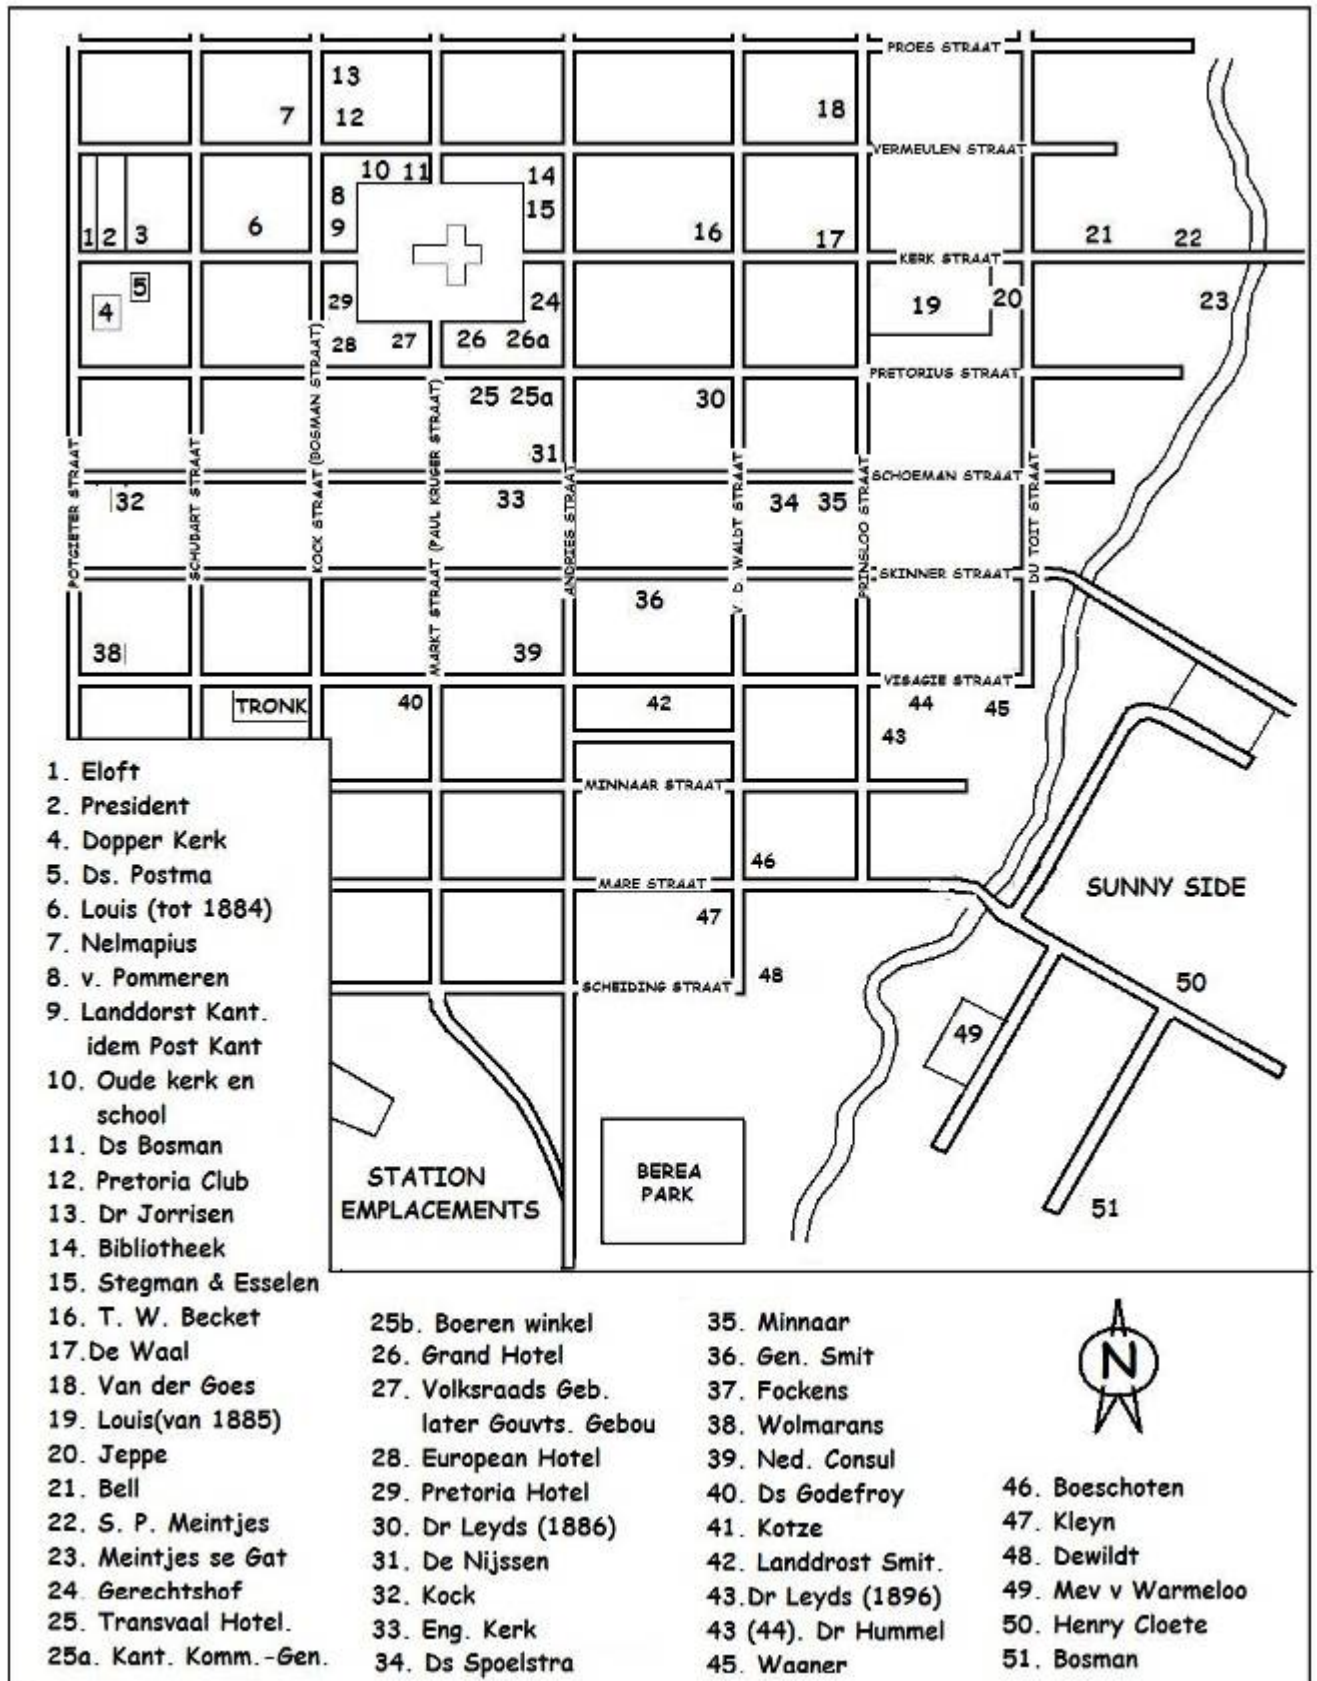 PROES STRAAT
13
7 12 18
VERMEULEN STRAAT
10 11 14
8 15
1 2 3 6 9 16 17 21 22
KERK STRAAT
5
4 29 24 19 20 23
28 27 26 26a
PRETORIUS STRAAT
25 25a 30
31
SCHOEMAN STRAAT
32 33 34 35
POTGIETER STRAAT
SCHUBART STRAAT
KOCK STRAAT (BOSMAN STRAAT)
MARKT STRAAT (PAUL KRUGER STRAAT)
ANDRIES STRAAT
V. D. WALDT STRAAT
PRINSLOO STRAAT
DU TOIT STRAAT
SKINNER STRAAT
36
38 39
VISAGIE STRAAT
TRONK 40 42 44 45
43
MINNAAR STRAAT
46
MARE STRAAT
SUNNY SIDE
47
48
SCHEIDING STRAAT
50
49
STATION
EMPLACEMENTS
BEREA
PARK
51
1. Eloft
2. President
4. Dopper Kerk
5. Ds. Postma
6. Louis (tot 1884)
7. Nelmapius
8. v. Pommeren
9. Landdorst Kant.
idem Post Kant
10. Oude kerk en
school
11. Ds Bosman
12. Pretoria Club
13. Dr Jorrisen
14. Bibliotheek
15. Stegman & Esselen
16. T. W. Becket
17.De Waal
18. Van der Goes
19. Louis(van 1885)
20. Jeppe
21. Bell
22. S. P. Meintjes
23. Meintjes se Gat
24. Gerechtshof
25. Transvaal Hotel.
25a. Kant. Komm.-Gen.
25b. Boeren winkel
26. Grand Hotel
27. Volksraads Geb.
later Gouvts. Gebou
28. European Hotel
29. Pretoria Hotel
30. Dr Leyds (1886)
31. De Nijssen
32. Kock
33. Eng. Kerk
34. Ds Spoelstra
35. Minnaar
36. Gen. Smit
37. Fockens
38. Wolmarans
39. Ned. Consul
40. Ds Godefroy
41. Kotze
42. Landdrost Smit.
43.Dr Leyds (1896)
43 (44). Dr Hummel
45. Wagner
N
46. Boeschoten
47. Kleyn
48. Dewildt
49. Mev v Warmeloo
50. Henry Cloete
51. Bosman